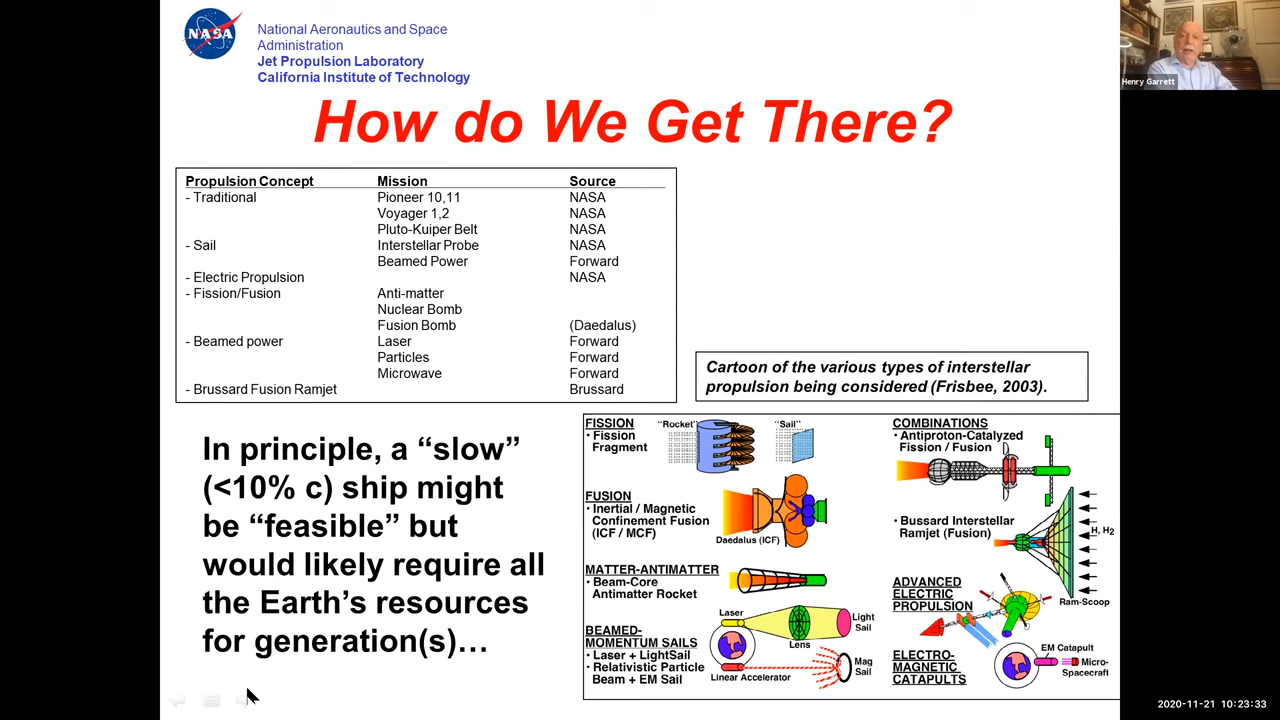 NASA
National Aeronautics and Space
Administration
Jet Propulsion Laboratory
California Institute of Technology
Henry Garrett
How do We Get There?
Propulsion Concept Mission Source
- Traditional Pioneer 10,11 NASA
Voyager 1,2 NASA
Pluto-Kuiper Belt NASA
- Sail Interstellar Probe NASA
Beamed Power Forward
- Electric Propulsion NASA
- Fission/Fusion Anti-matter
Nuclear Bomb
Fusion Bomb (Daedalus)
- Beamed power Laser Forward
Particles Forward
Microwave Forward
- Brussard Fusion Ramjet Brussard
Cartoon of the various types of interstellar
propulsion being considered (Frisbee, 2003).
In principle, a “slow”
(<10% c) ship might
be “feasible” but
would likely require all
the Earth’s resources
for generation(s)…
FISSION
• Fission
Fragment
“Rocket”
“Sail”
FUSION
• Inertial / Magnetic
Confinement Fusion
(ICF / MCF)
Daedalus (ICF)
MATTER-ANTIMATTER
• Beam-Core
Antimatter Rocket
BEAMED-
MOMENTUM SAILS
• Laser + LightSail
• Relativistic Particle
Beam + EM Sail
Laser
Lens
Light
Sail
Linear Accelerator
Mag
Sail
COMBINATIONS
• Antiproton-Catalyzed
Fission / Fusion
• Bussard Interstellar
Ramjet (Fusion)
H, H2
Ram-Scoop
ADVANCED
ELECTRIC
PROPULSION
ELECTRO-
MAGNETIC
CATAPULTS
EM Catapult
Micro-
Spacecraft
2020-11-21 10:23:33